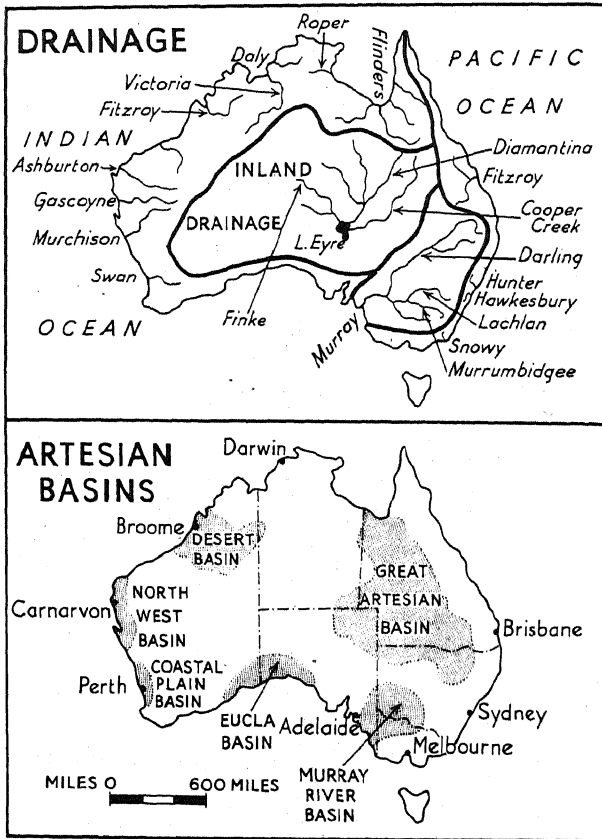 DRAINAGE
Roper
Daly
Flinders
PACIFIC
OCEAN
Victoria
Fitzroy
INDIAN
Ashburton
Gascoyne
Murchison
Swan
OCEAN
INLAND
DRAINAGE
L. Eyre
Finke
Murray
Diamantina
Fitzroy
Cooper
Creek
Darling
Hunter
Hawkesbury
Lachlan
Snowy
Murrumbidgee
ARTESIAN
BASINS
Darwin
Broome
DESERT
BASIN
GREAT
ARTESIAN
BASIN
Carnarvon
NORTH
WEST
BASIN
Brisbane
Perth
COASTAL
PLAIN
BASIN
EUCLA
BASIN
Adelaide
Sydney
Melbourne
MURRAY
RIVER
BASIN
MILES 0 600 MILES